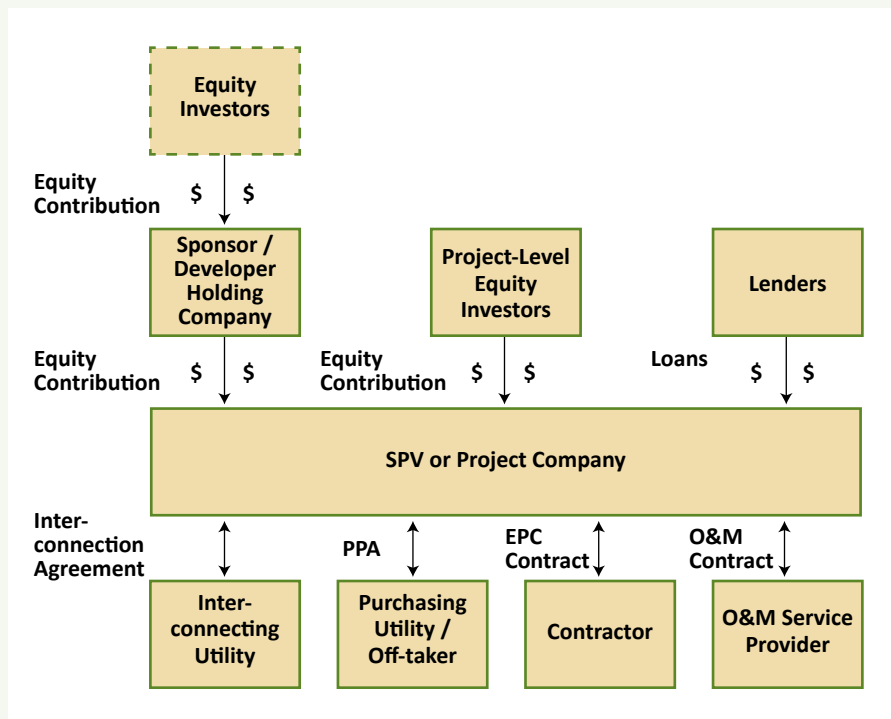 Equity
Investors
Equity
Contribution
$ $
Sponsor /
Developer
Holding
Company
Project-Level
Equity
Investors
Lenders
Equity
Contribution
$ $
Equity
Contribution
$ $
Loans
$ $
SPV or Project Company
Inter-
connection
Agreement
PPA
EPC
Contract
O&M
Contract
Inter-
connecting
Utility
Purchasing
Utility /
Off-taker
Contractor
O&M Service
Provider